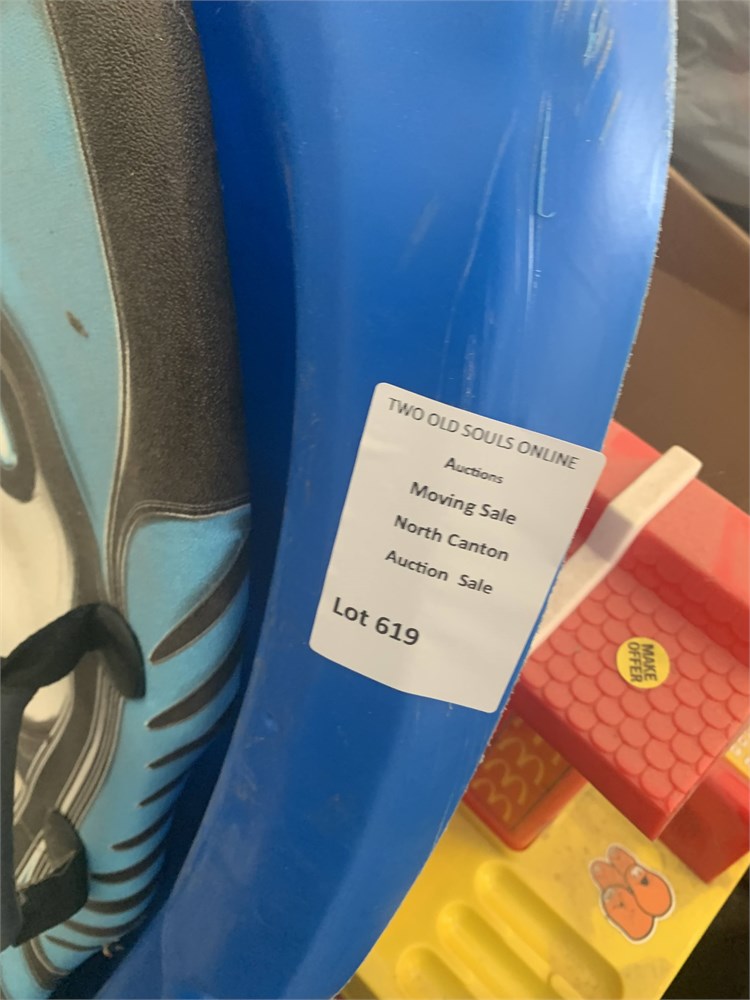 TWO OLD SOULS ONLINE
Auctions
Moving Sale
North Canton
Auction Sale
Lot 619
MAKE
OFFER